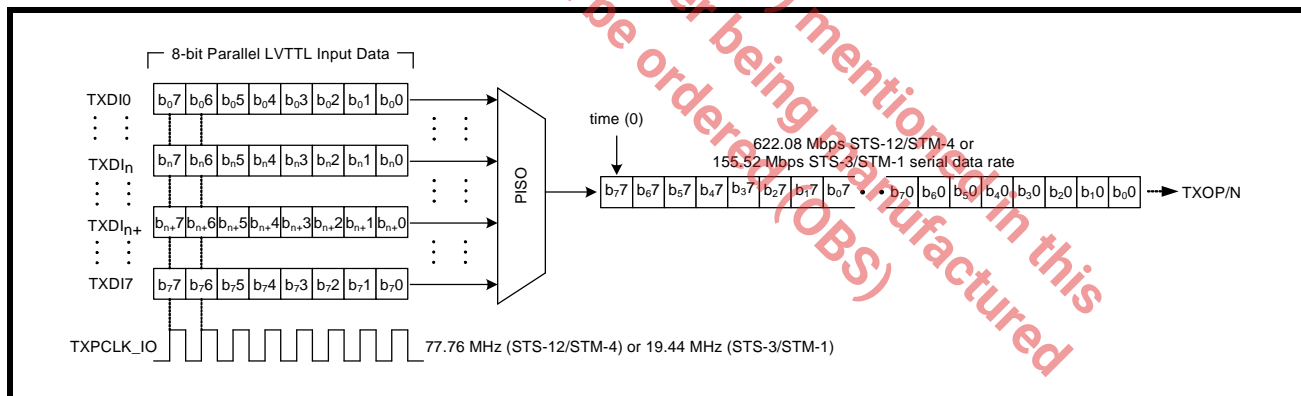 8-bit Parallel LVTTL Input Data
TXDI0 b07 b06 b05 b04 b03 b02 b01 b00
TXDIn bn7 bn6 bn5 bn4 bn3 bn2 bn1 bn0
TXDIn+ bn+7 bn+6 bn+5 bn+4 bn+3 bn+2 bn+1 bn+0
TXDI7 b77 b76 b75 b74 b73 b72 b71 b70
TXPCLK_IO
77.76 MHz (STS-12/STM-4) or 19.44 MHz (STS-3/STM-1)
PISO
time (0)
622.08 Mbps STS-12/STM-4 or
155.52 Mbps STS-3/STM-1 serial data rate
b77 b67 b57 b47 b37 b27 b17 b07 b70 b60 b50 b40 b30 b20 b10 b00
TXOP/N
) mentioned in this
er being manufactured
be ordered (OBS)